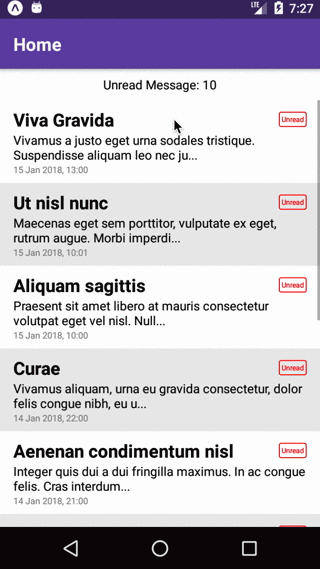 LTE 7:27
Home
Unread Message: 10
Viva Gravida
Unread
Vivamus a justo eget urna sodales tristique.
Suspendisse aliquam leo nec ju...
15 Jan 2018, 13:00
Ut nisl nunc
Unread
Maecenas eget sem porttitor, vulputate ex eget,
rutrum augue. Morbi imperdi...
15 Jan 2018, 10:01
Aliquam sagittis
Unread
Praesent sit amet libero at mauris consectetur
volutpat eget vel nisl. Null...
15 Jan 2018, 10:00
Curae
Unread
Vivamus aliquam, urna eu gravida consectetur, dolor
felis congue nibh, eu u...
14 Jan 2018, 22:00
Aenenan condimentum nisl
Unread
Integer quis dui a dui fringilla maximus. In ac congue
felis. Cras interdum...
14 Jan 2018, 21:00